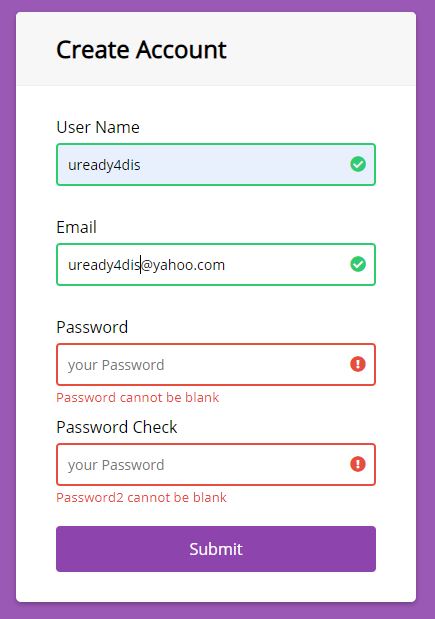 Create Account
User Name
uready4dis
Email
uready4dis@yahoo.com
Password
your Password
Password cannot be blank
Password Check
your Password
Password2 cannot be blank
Submit